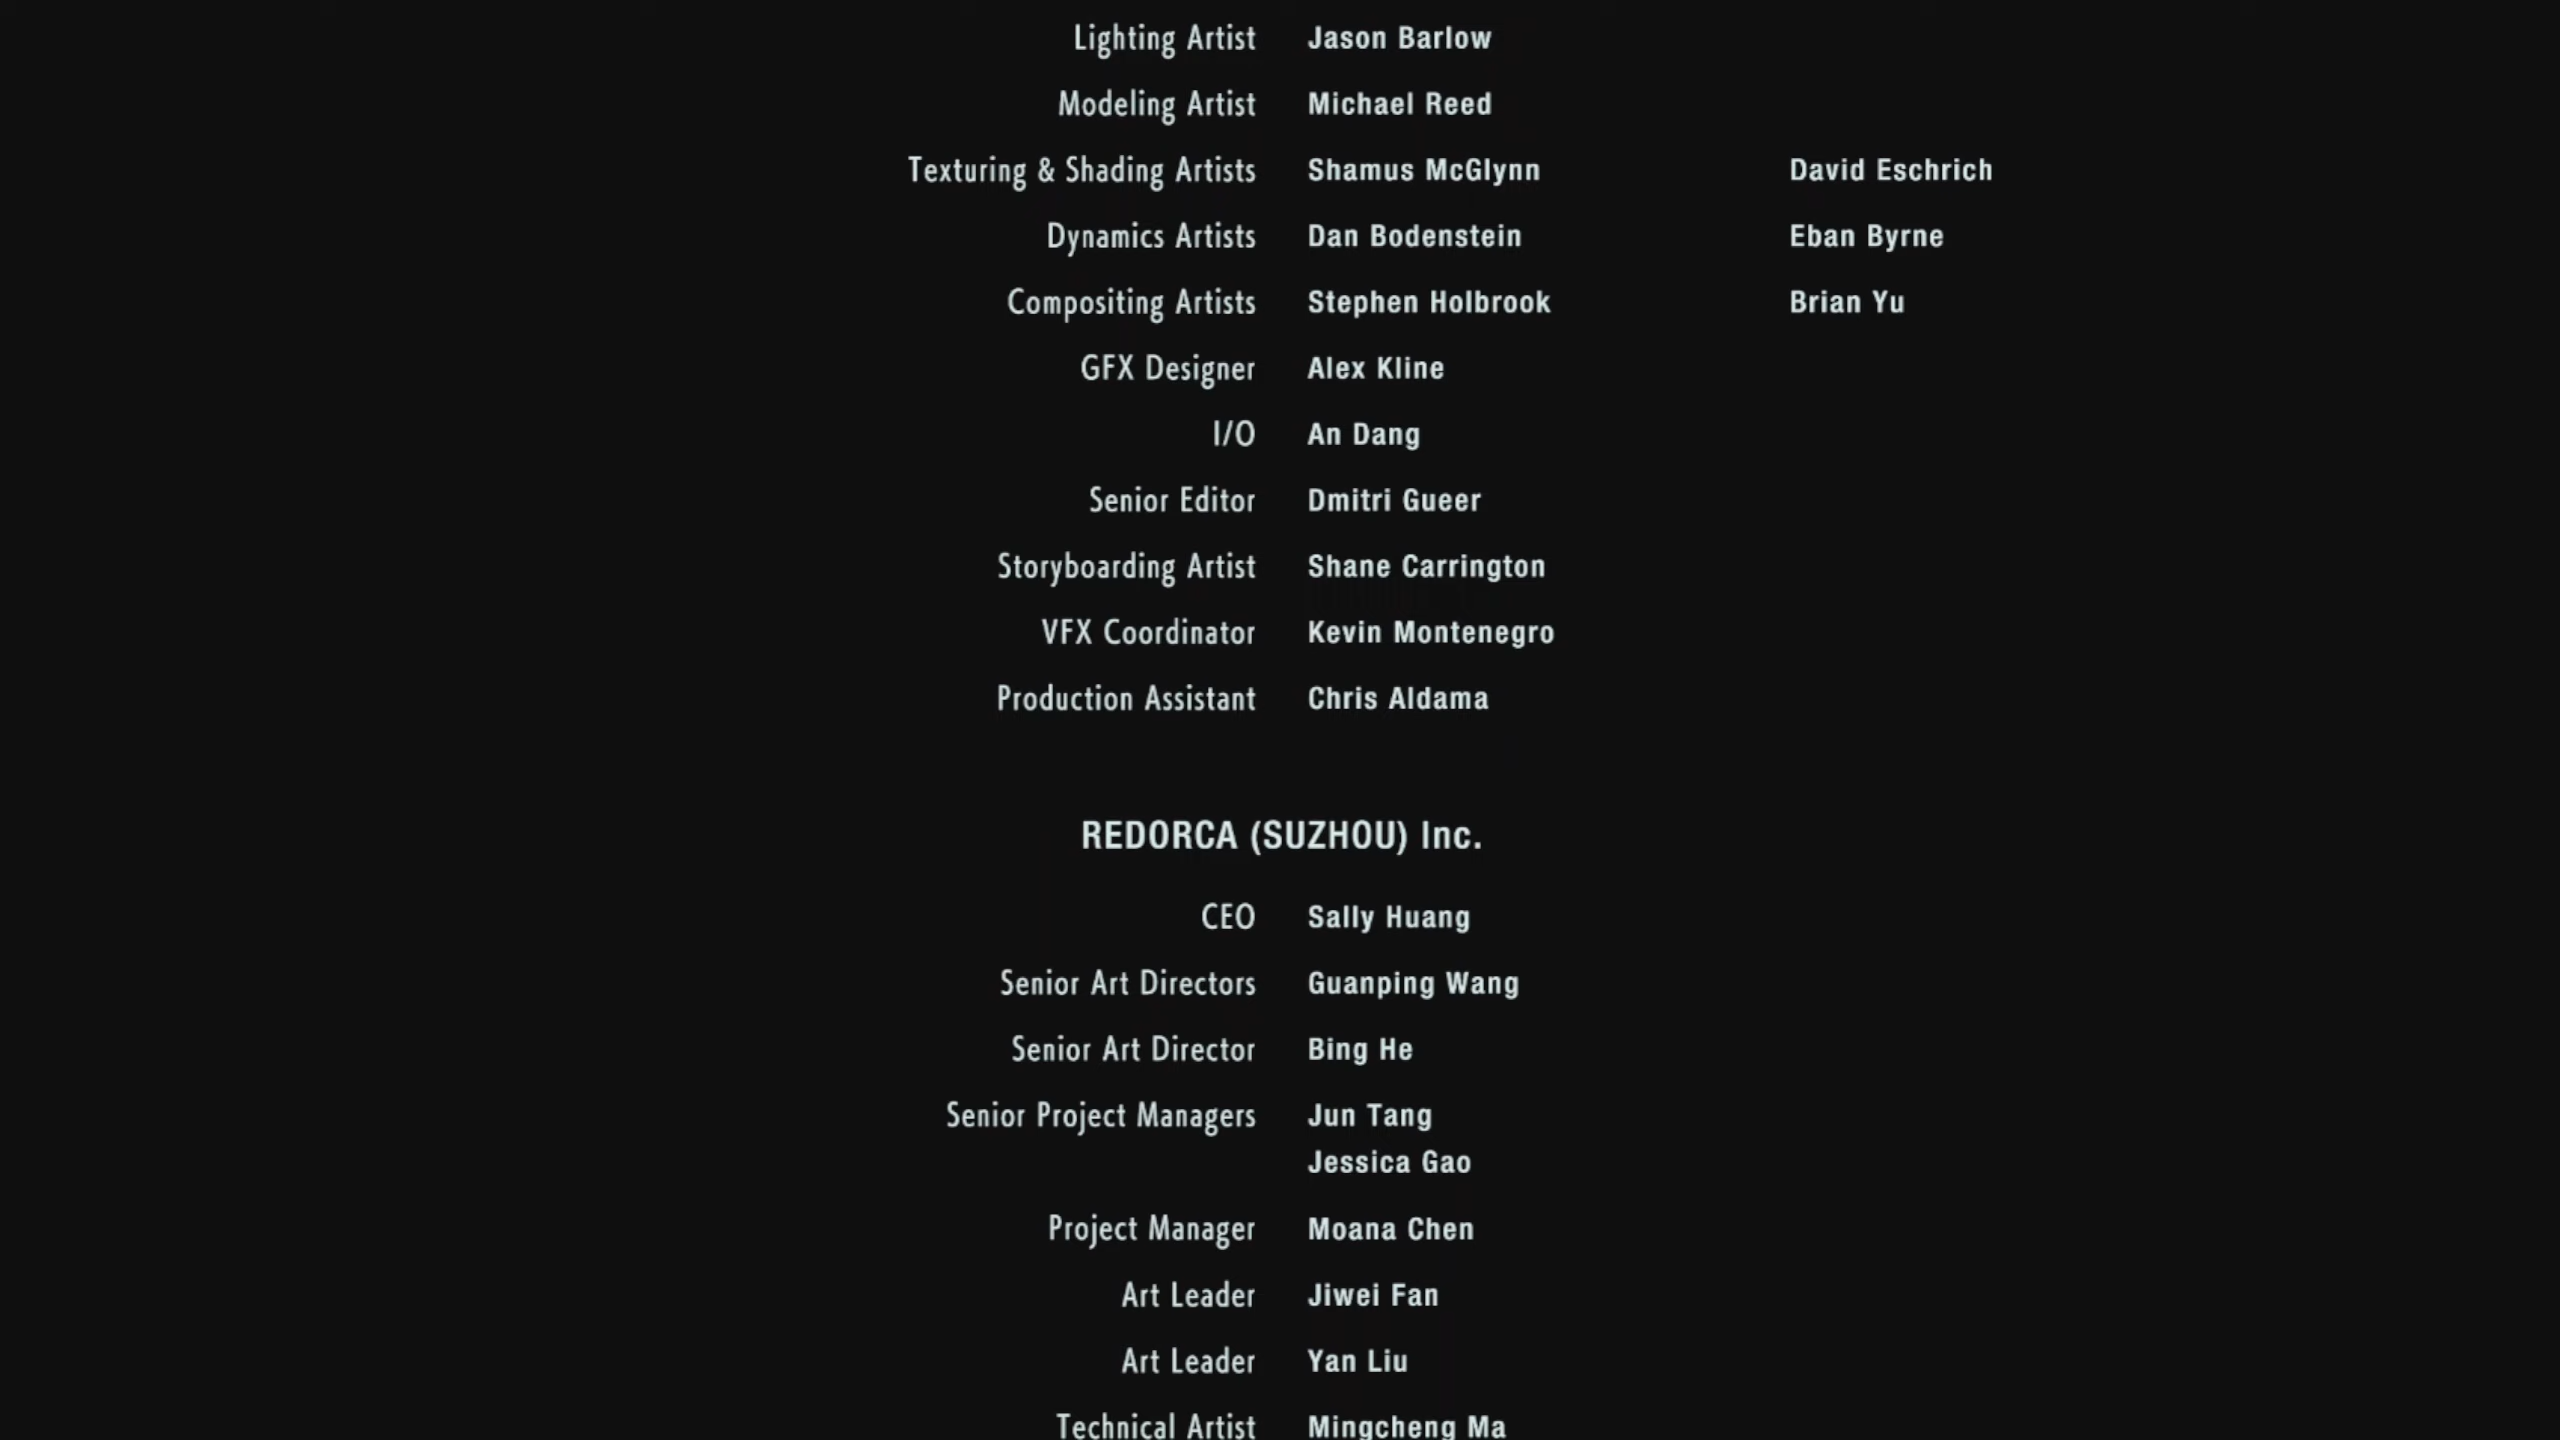 Lighting Artist Jason Barlow
Modeling Artist Michael Reed
Texturing & Shading Artists Shamus McGlynn David Eschrich
Dynamics Artists Dan Bodenstein Eban Byrne
Compositing Artists Stephen Holbrook Brian Yu
GFX Designer Alex Kline
I/O An Dang
Senior Editor Dmitri Gueer
Storyboarding Artist Shane Carrington
VFX Coordinator Kevin Montenegro
Production Assistant Chris Aldama
REDORCA (SUZHOU) Inc.
CEO Sally Huang
Senior Art Directors Guanping Wang
Senior Art Director Bing He
Senior Project Managers Jun Tang
Jessica Gao
Project Manager Moana Chen
Art Leader Jiwei Fan
Art Leader Yan Liu
Technical Artist Mingcheng Ma